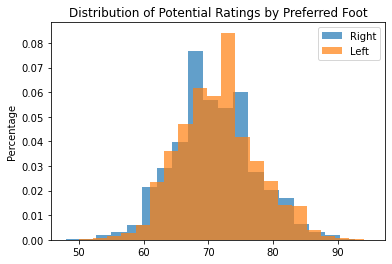 Distribution of Potential Ratings by Preferred Foot
Right
Left
Percentage
0.08
0.07
0.06
0.05
0.04
0.03
0.02
0.01
0.00
50 60 70 80 90